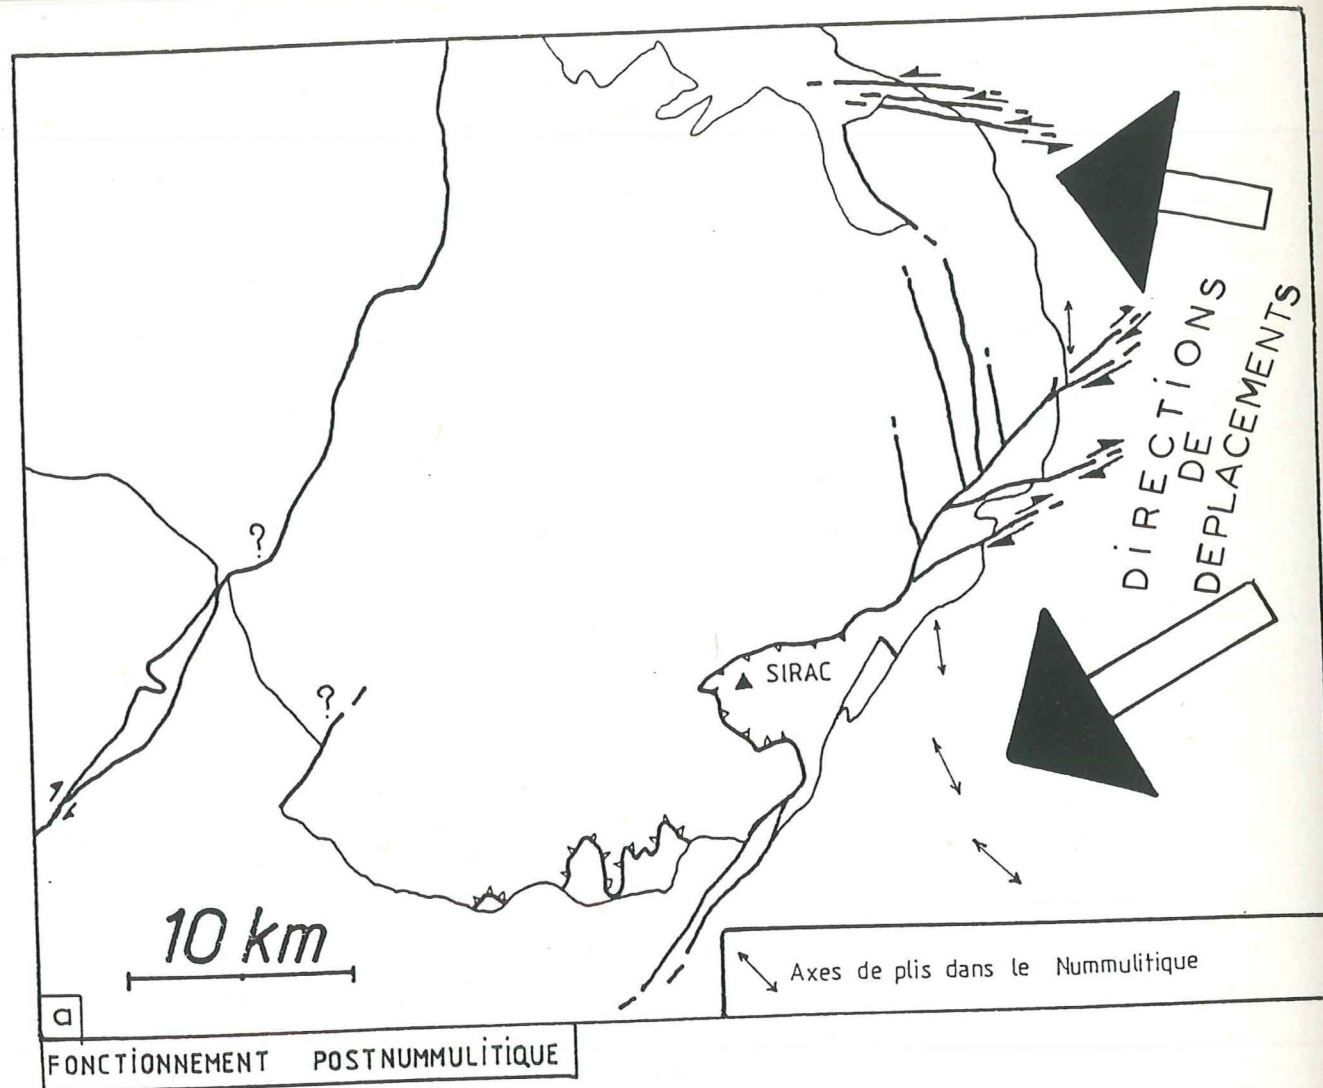 DiRECTiONS
DE
DEPLACEMENTS
?
?
SIRAC
10 km
Axes de plis dans le Nummulitique
a
FONCTiONNEMENT POSTNUMMULiTiQUE